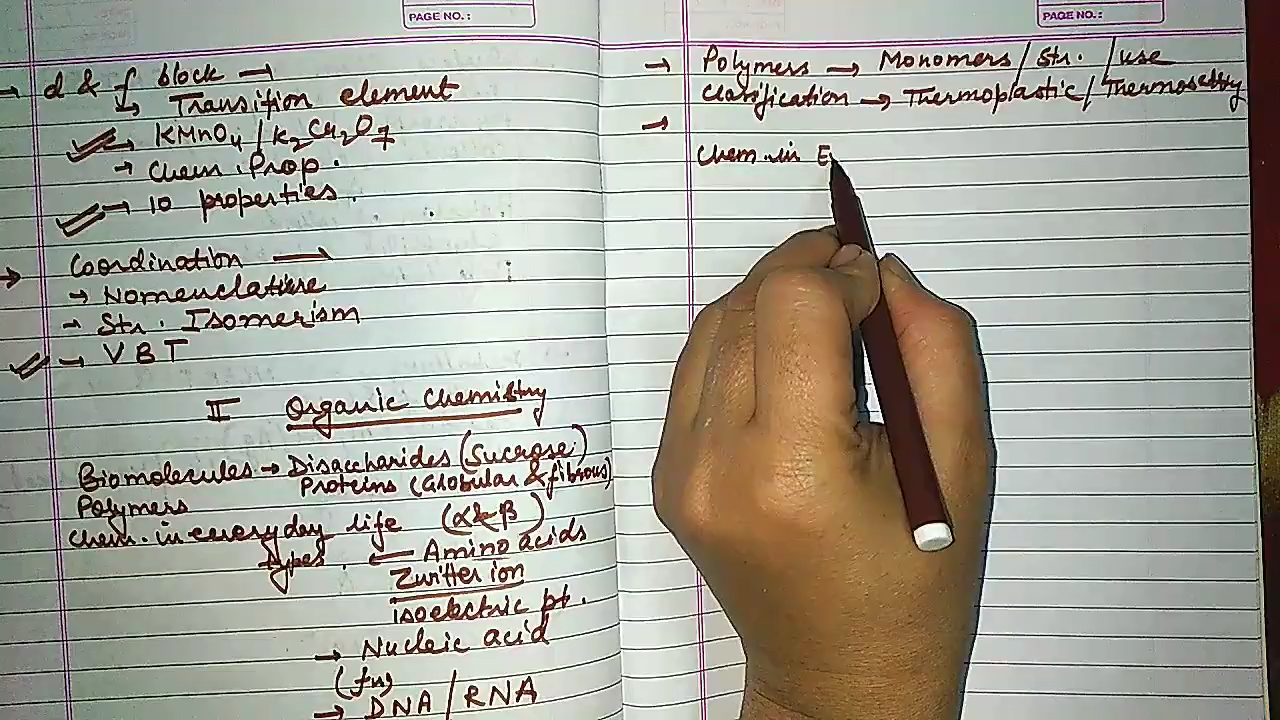 PAGE NO.:
→ d & f block →
↳ Transition element
→ KMnO4 / K2Cr2O7
→ Chem. Prop.
→ 10 properties.
→ Coordination →
→ Nomenclature
→ Str. Isomerism
→ VBT
II Organic Chemistry
Biomolecules → Disaccharides (Sucrose)
Proteins (Globular & fibrous)
Polymers
Chem. in everyday life (α & β)
types. ← Amino acids
Zwitter ion
isoelectric pt.
→ Nucleic acid
(fn)
→ DNA / RNA
PAGE NO.:
→ Polymers → Monomers / Str. / use
Classification → Thermoplastic / Thermosetting
→
Chem. in E